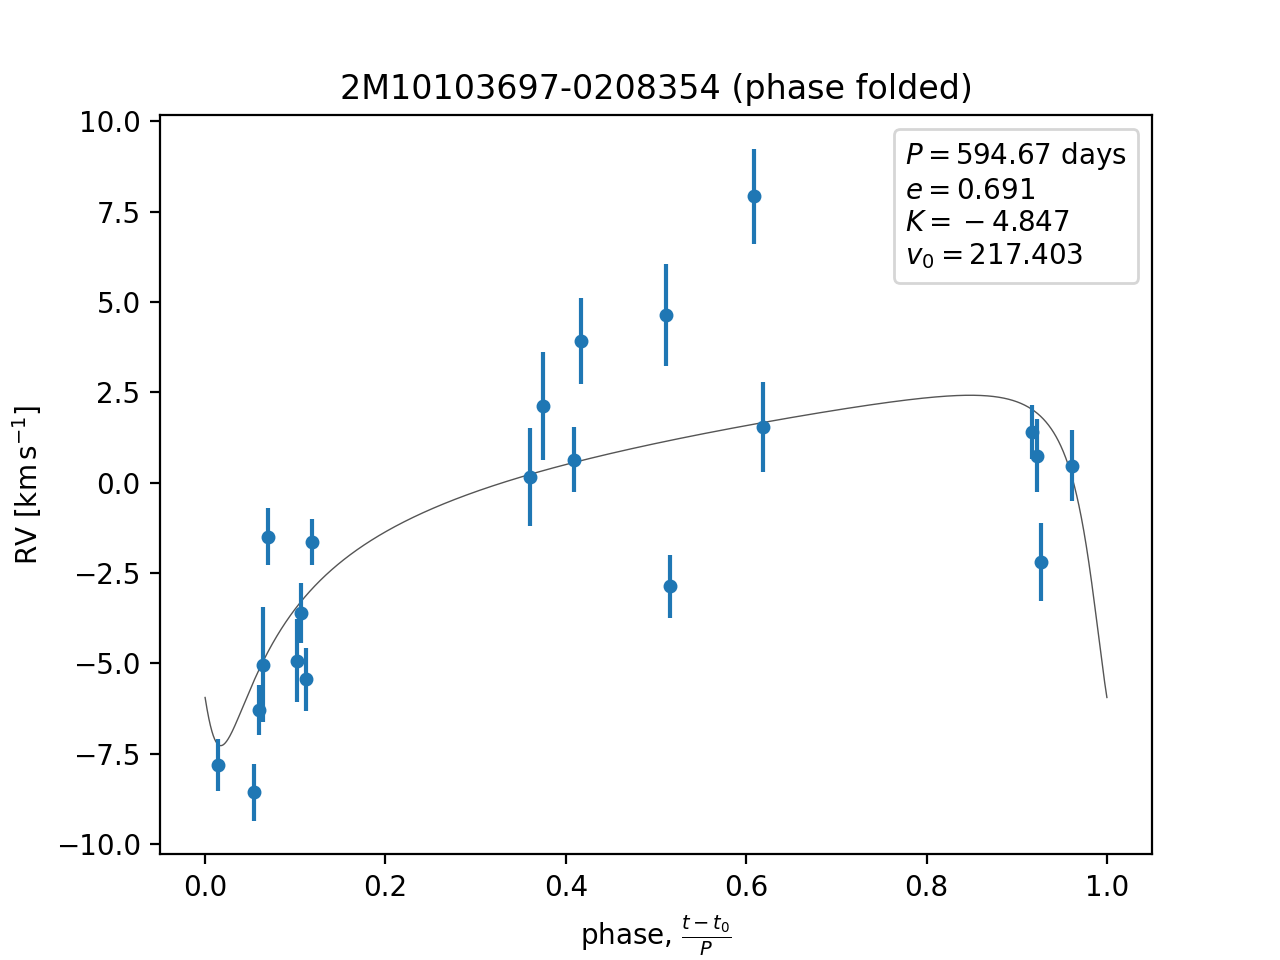 2M10103697-0208354 (phase folded)
10.0
7.5
5.0
2.5
0.0
−2.5
−5.0
−7.5
−10.0
RV [km s⁻¹]
P = 594.67 days
e = 0.691
K = −4.847
v₀ = 217.403
0.0 0.2 0.4 0.6 0.8 1.0
phase, (t − t₀)/P